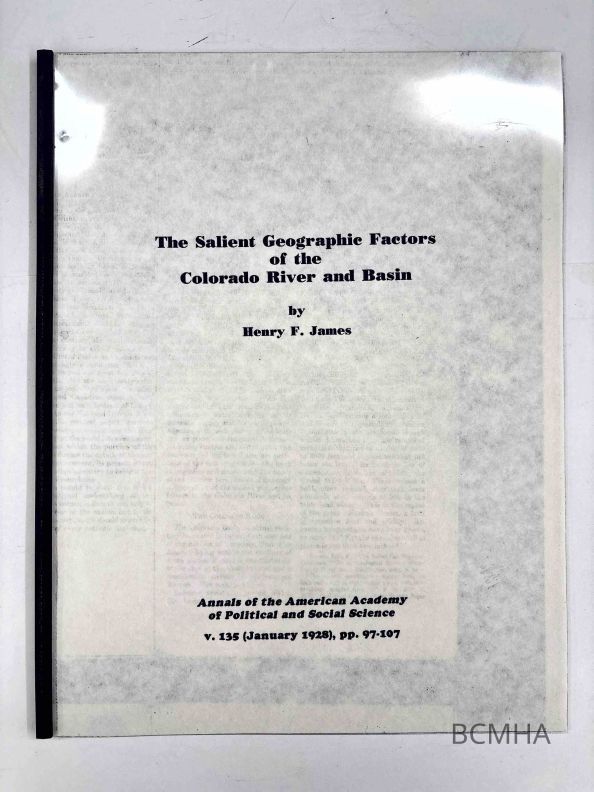 The Salient Geographic Factors
of the
Colorado River and Basin
by
Henry F. James
Annals of the American Academy
of Political and Social Science
v. 135 (January 1928), pp. 97-107
BCMHA